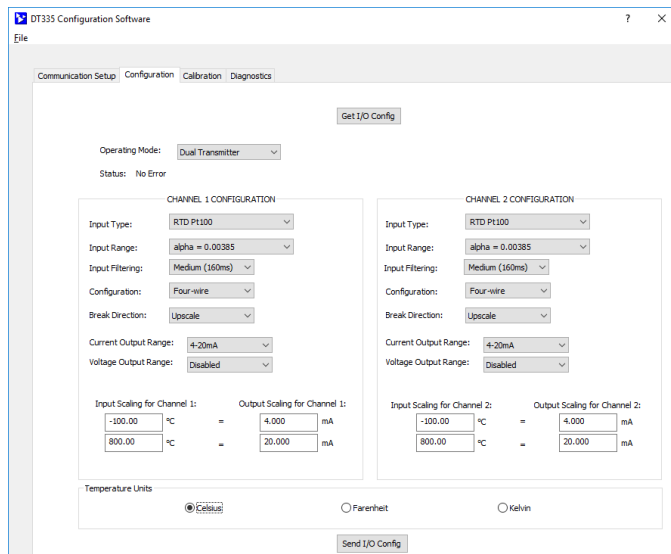 DT335 Configuration Software
?
X
File
Communication Setup
Configuration
Calibration
Diagnostics
Get I/O Config
Operating Mode: Dual Transmitter
Status: No Error
CHANNEL 1 CONFIGURATION
Input Type: RTD Pt100
Input Range: alpha = 0.00385
Input Filtering: Medium (160ms)
Configuration: Four-wire
Break Direction: Upscale
Current Output Range: 4-20mA
Voltage Output Range: Disabled
Input Scaling for Channel 1: Output Scaling for Channel 1:
-100.00 °C = 4.000 mA
800.00 °C = 20.000 mA
CHANNEL 2 CONFIGURATION
Input Type: RTD Pt100
Input Range: alpha = 0.00385
Input Filtering: Medium (160ms)
Configuration: Four-wire
Break Direction: Upscale
Current Output Range: 4-20mA
Voltage Output Range: Disabled
Input Scaling for Channel 2: Output Scaling for Channel 2:
-100.00 °C = 4.000 mA
800.00 °C = 20.000 mA
Temperature Units
Celsius Farenheit Kelvin
Send I/O Config